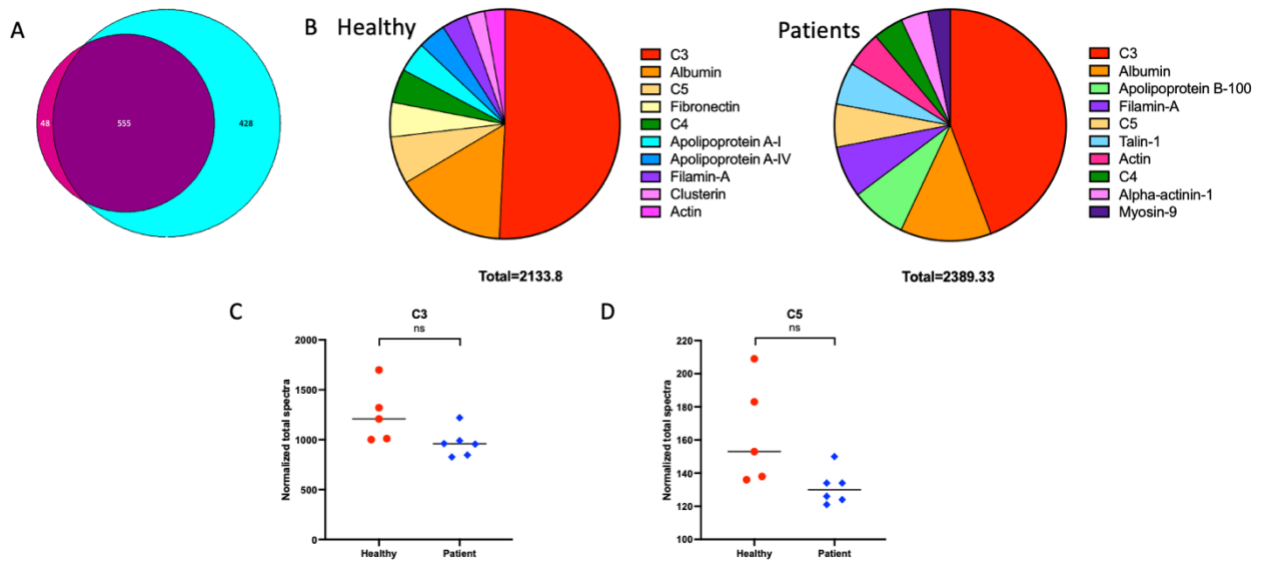 A
48
555
428
B
Healthy
C3
Albumin
C5
Fibronectin
C4
Apolipoprotein A-I
Apolipoprotein A-IV
Filamin-A
Clusterin
Actin
Total=2133.8
Patients
C3
Albumin
Apolipoprotein B-100
Filamin-A
C5
Talin-1
Actin
C4
Alpha-actinin-1
Myosin-9
Total=2389.33
C
C3
ns
Normalized total spectra
2000
1500
1000
500
0
Healthy
Patient
D
C5
ns
Normalized total spectra
220
200
180
160
140
120
100
Healthy
Patient